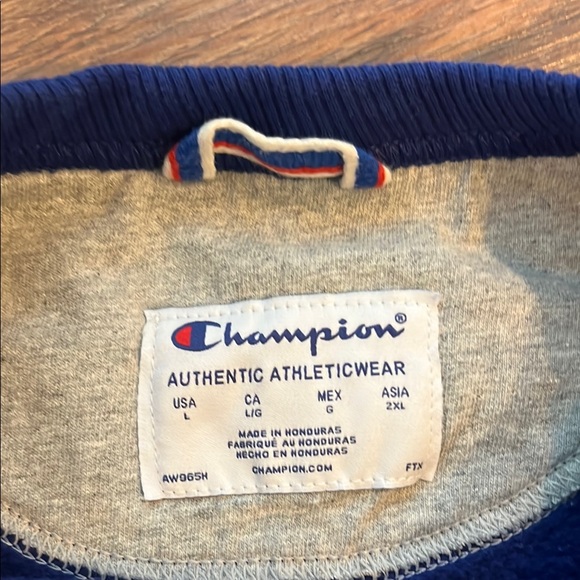 Champion®
AUTHENTIC ATHLETICWEAR
USA CA MEX ASIA
L L/G G 2XL
MADE IN HONDURAS
FABRIQUÉ AU HONDURAS
HECHO EN HONDURAS
CHAMPION.COM
AW965H FTX